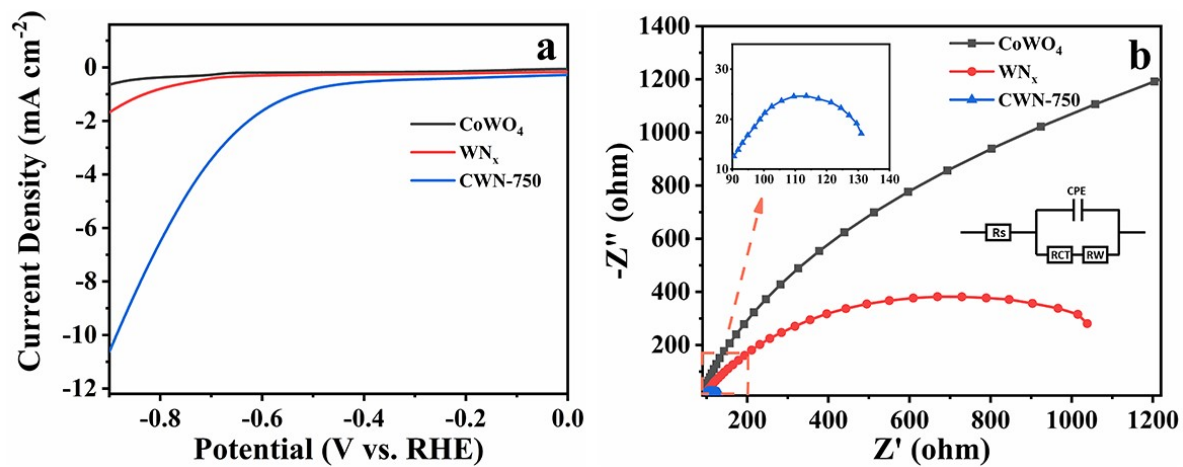 a
Current Density (mA cm⁻²)
0
-2
-4
-6
-8
-10
-12
CoWO₄
WNₓ
CWN-750
-0.8 -0.6 -0.4 -0.2 0.0
Potential (V vs. RHE)
b
-Z'' (ohm)
1400
1200
1000
800
600
400
200
CoWO₄
WNₓ
CWN-750
30
20
10
90 100 110 120 130 140
CPE
Rs
RCT RW
200 400 600 800 1000 1200
Z' (ohm)